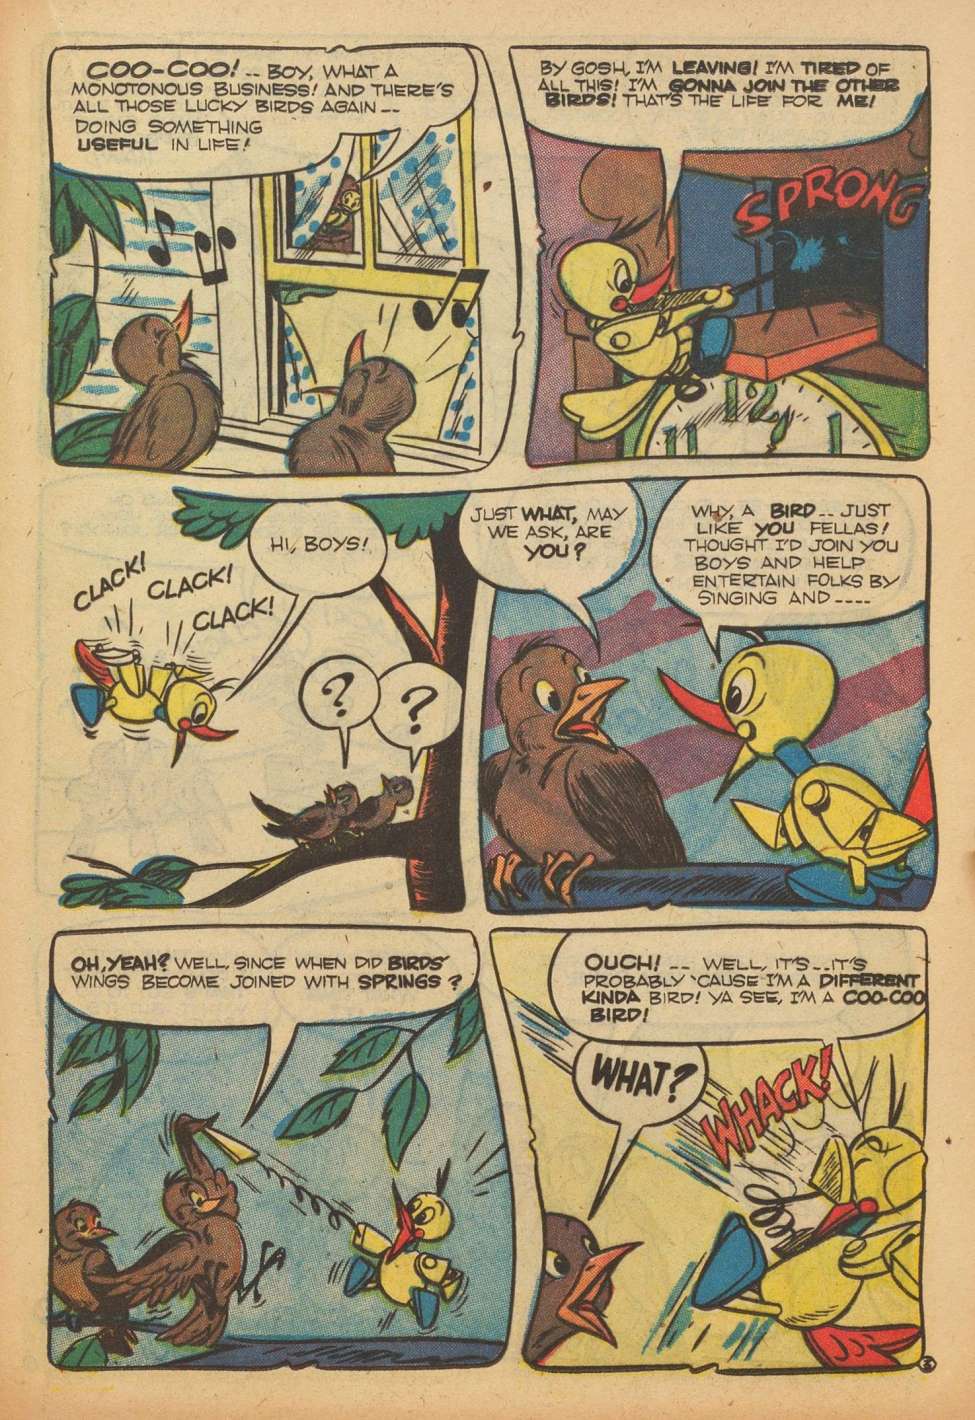 COO-COO! -- BOY, WHAT A
MONOTONOUS BUSINESS! AND THERE'S
ALL THOSE LUCKY BIRDS AGAIN --
DOING SOMETHING
USEFUL IN LIFE!
BY GOSH, I'M LEAVING! I'M TIRED OF
ALL THIS! I'M GONNA JOIN THE OTHER
BIRDS! THAT'S THE LIFE FOR ME!
SPRONG
11 12 1
HI, BOYS!
CLACK!
CLACK!
CLACK!
?
?
JUST WHAT, MAY
WE ASK, ARE
YOU?
WHY, A BIRD -- JUST
LIKE YOU FELLAS!
THOUGHT I'D JOIN YOU
BOYS AND HELP
ENTERTAIN FOLKS BY
SINGING AND ----
OH, YEAH? WELL, SINCE WHEN DID BIRDS'
WINGS BECOME JOINED WITH SPRINGS?
OUCH! -- WELL, IT'S -- IT'S
PROBABLY 'CAUSE I'M A DIFFERENT
KINDA BIRD! YA SEE, I'M A COO-COO
BIRD!
WHAT?
WHACK!
3